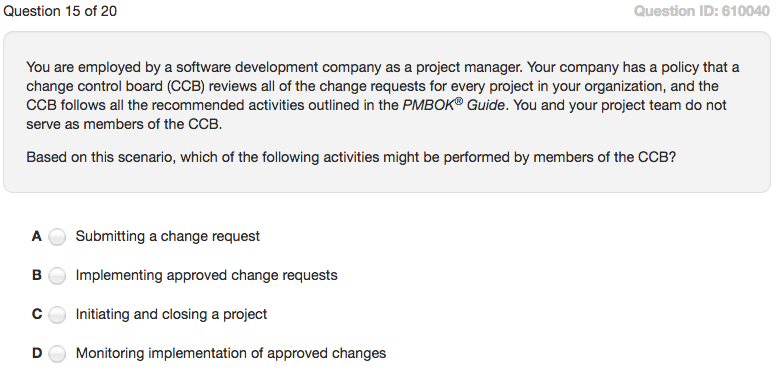 Question 15 of 20
Question ID: 610040
You are employed by a software development company as a project manager. Your company has a policy that a
change control board (CCB) reviews all of the change requests for every project in your organization, and the
CCB follows all the recommended activities outlined in the PMBOK® Guide. You and your project team do not
serve as members of the CCB.
Based on this scenario, which of the following activities might be performed by members of the CCB?
A Submitting a change request
B Implementing approved change requests
C Initiating and closing a project
D Monitoring implementation of approved changes